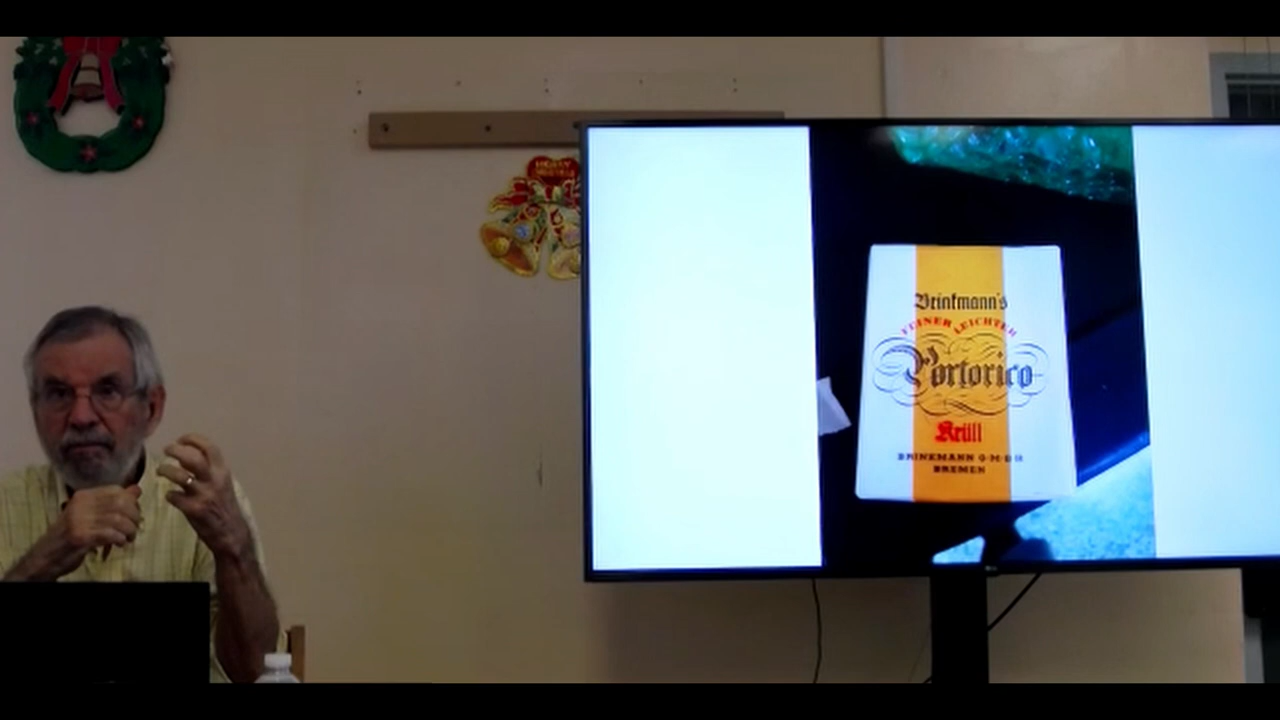 Brinkmann's
FEINER LEICHTER
Portorico
Krüll
BRINKMANN G·M·B·H
BREMEN